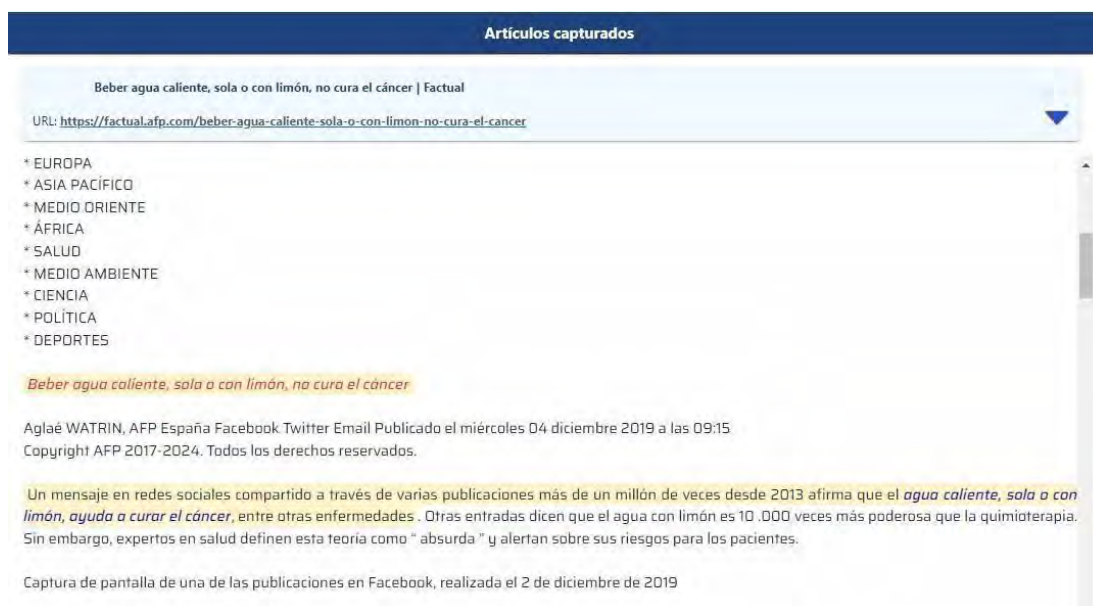 Artículos capturados
Beber agua caliente, sola o con limón, no cura el cáncer | Factual
URL: https://factual.afp.com/beber-agua-caliente-sola-o-con-limon-no-cura-el-cancer
* EUROPA
* ASIA PACÍFICO
* MEDIO ORIENTE
* ÁFRICA
* SALUD
* MEDIO AMBIENTE
* CIENCIA
* POLÍTICA
* DEPORTES
Beber agua caliente, sola o con limón, no cura el cáncer
Aglaé WATRIN, AFP España Facebook Twitter Email Publicado el miércoles 04 diciembre 2019 a las 09:15
Copyright AFP 2017-2024. Todos los derechos reservados.
Un mensaje en redes sociales compartido a través de varias publicaciones más de un millón de veces desde 2013 afirma que el agua caliente, sola o con
limón, ayuda a curar el cáncer, entre otras enfermedades . Otras entradas dicen que el agua con limón es 10 .000 veces más poderosa que la quimioterapia.
Sin embargo, expertos en salud definen esta teoría como " absurda " y alertan sobre sus riesgos para los pacientes.
Captura de pantalla de una de las publicaciones en Facebook, realizada el 2 de diciembre de 2019